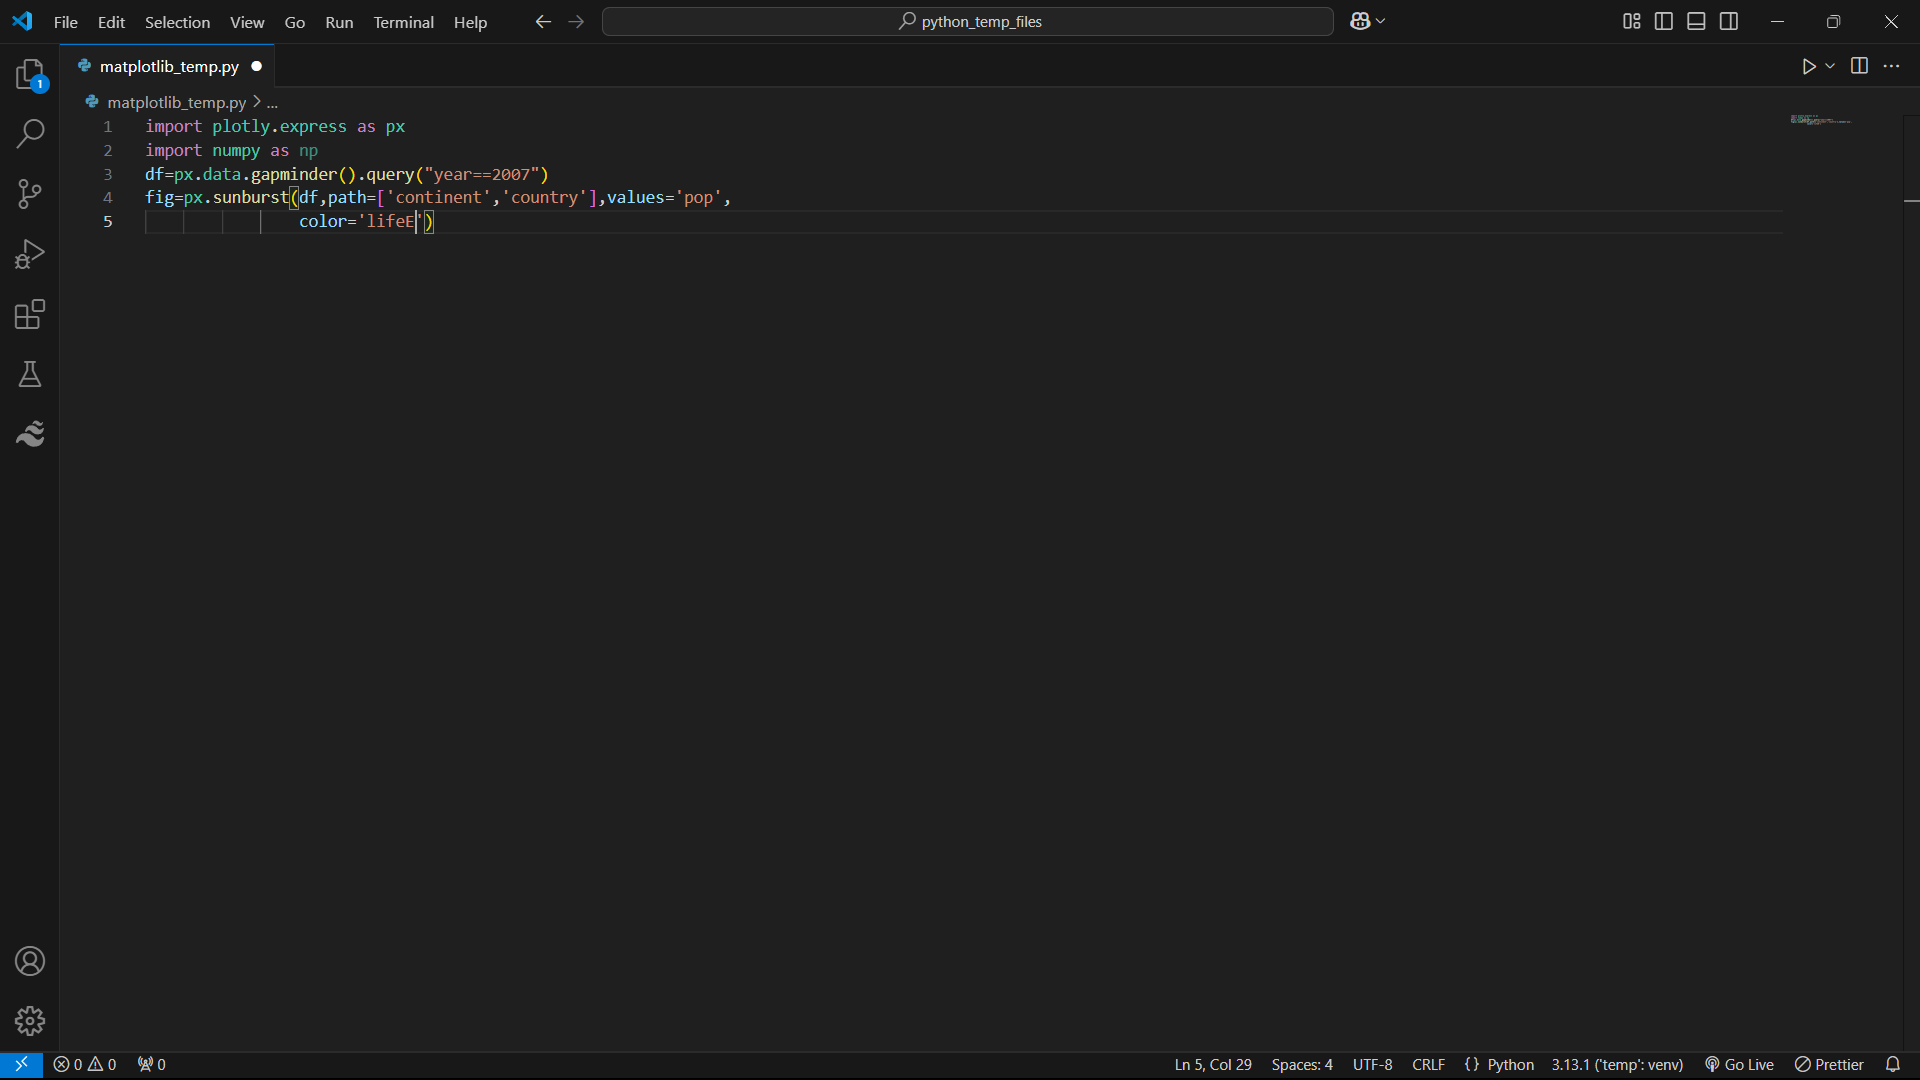 File Edit Selection View Go Run Terminal Help python_temp_files
matplotlib_temp.py
matplotlib_temp.py > ...
1 import plotly.express as px
2 import numpy as np
3 df=px.data.gapminder().query("year==2007")
4 fig=px.sunburst(df,path=['continent','country'],values='pop',
5 color='lifeE')
1
0 0 0 Ln 5, Col 29 Spaces: 4 UTF-8 CRLF {} Python 3.13.1 ('temp': venv) Go Live Prettier